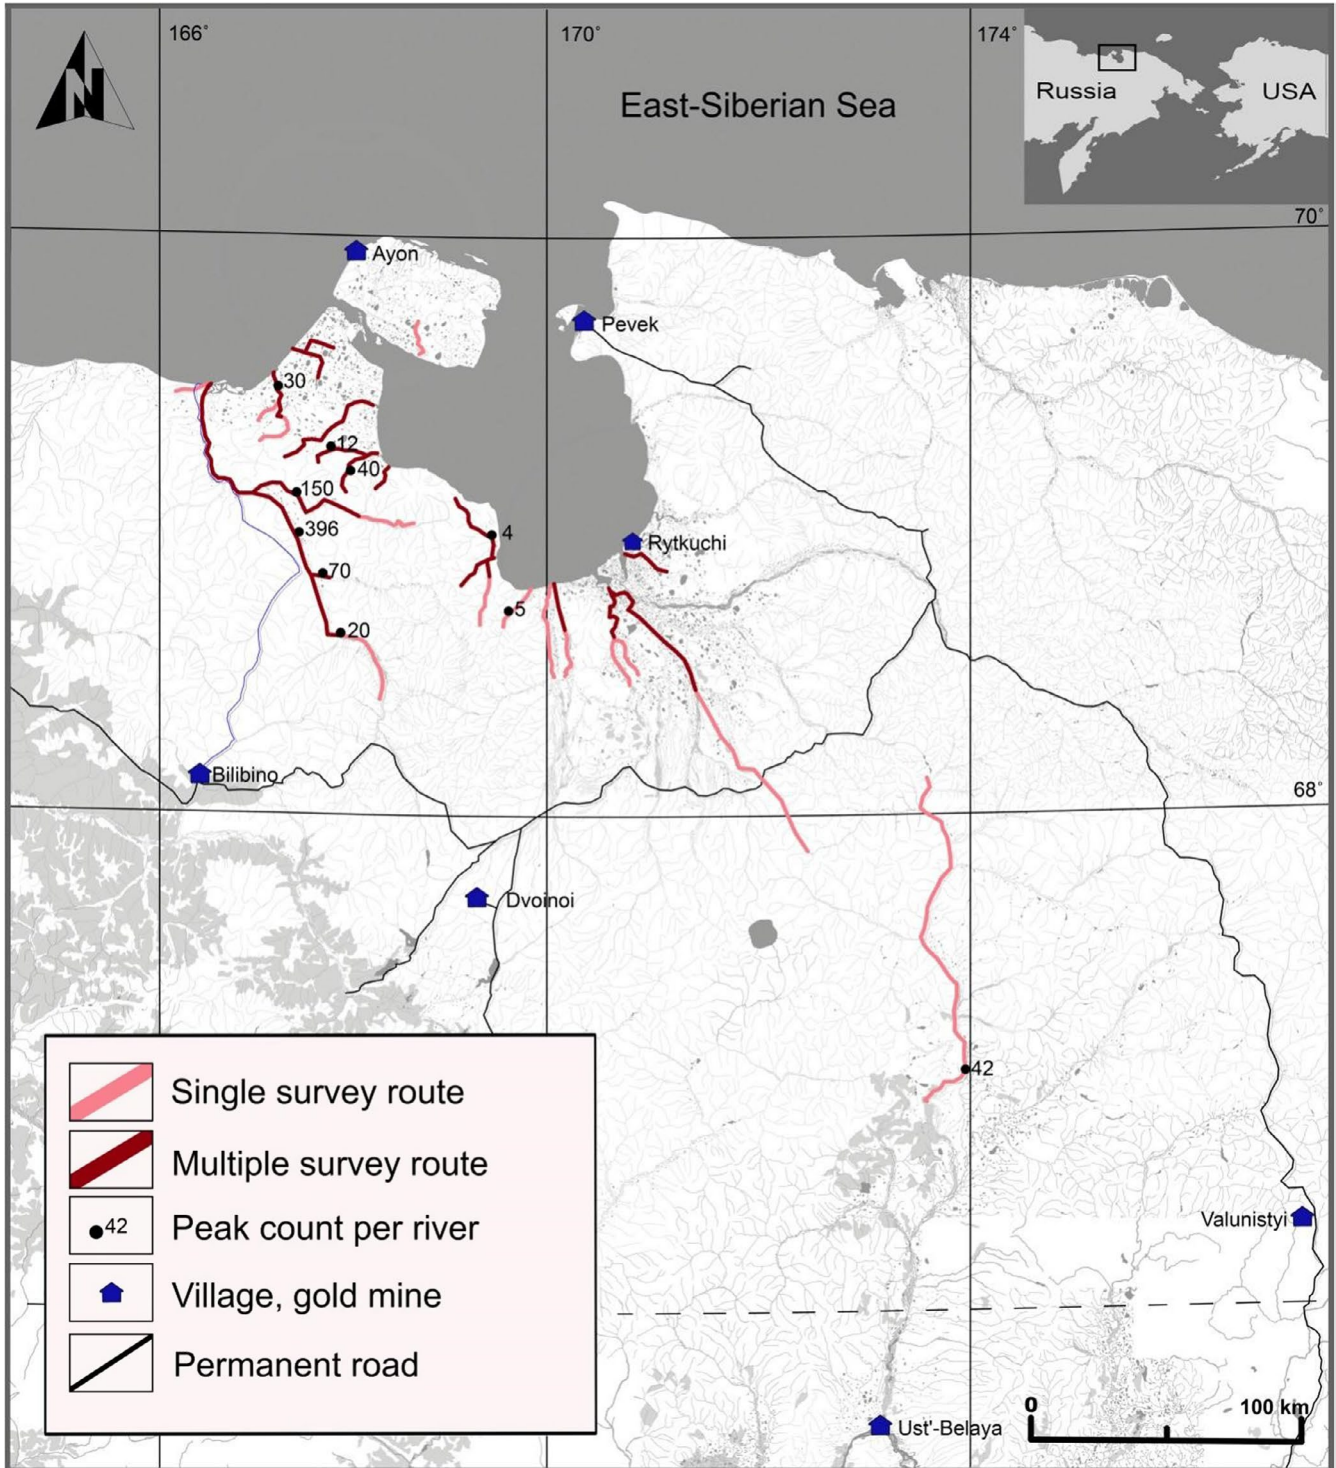 166°
170°
174°
N
East-Siberian Sea
Russia
USA
70°
Ayon
Pevek
30
12
40
150
396
4
Rytkuchi
70
5
20
Bilibino
68°
Dvoinoi
42
Single survey route
Multiple survey route
42 Peak count per river
Village, gold mine
Permanent road
Valunistyi
0 100 km
Ust'-Belaya